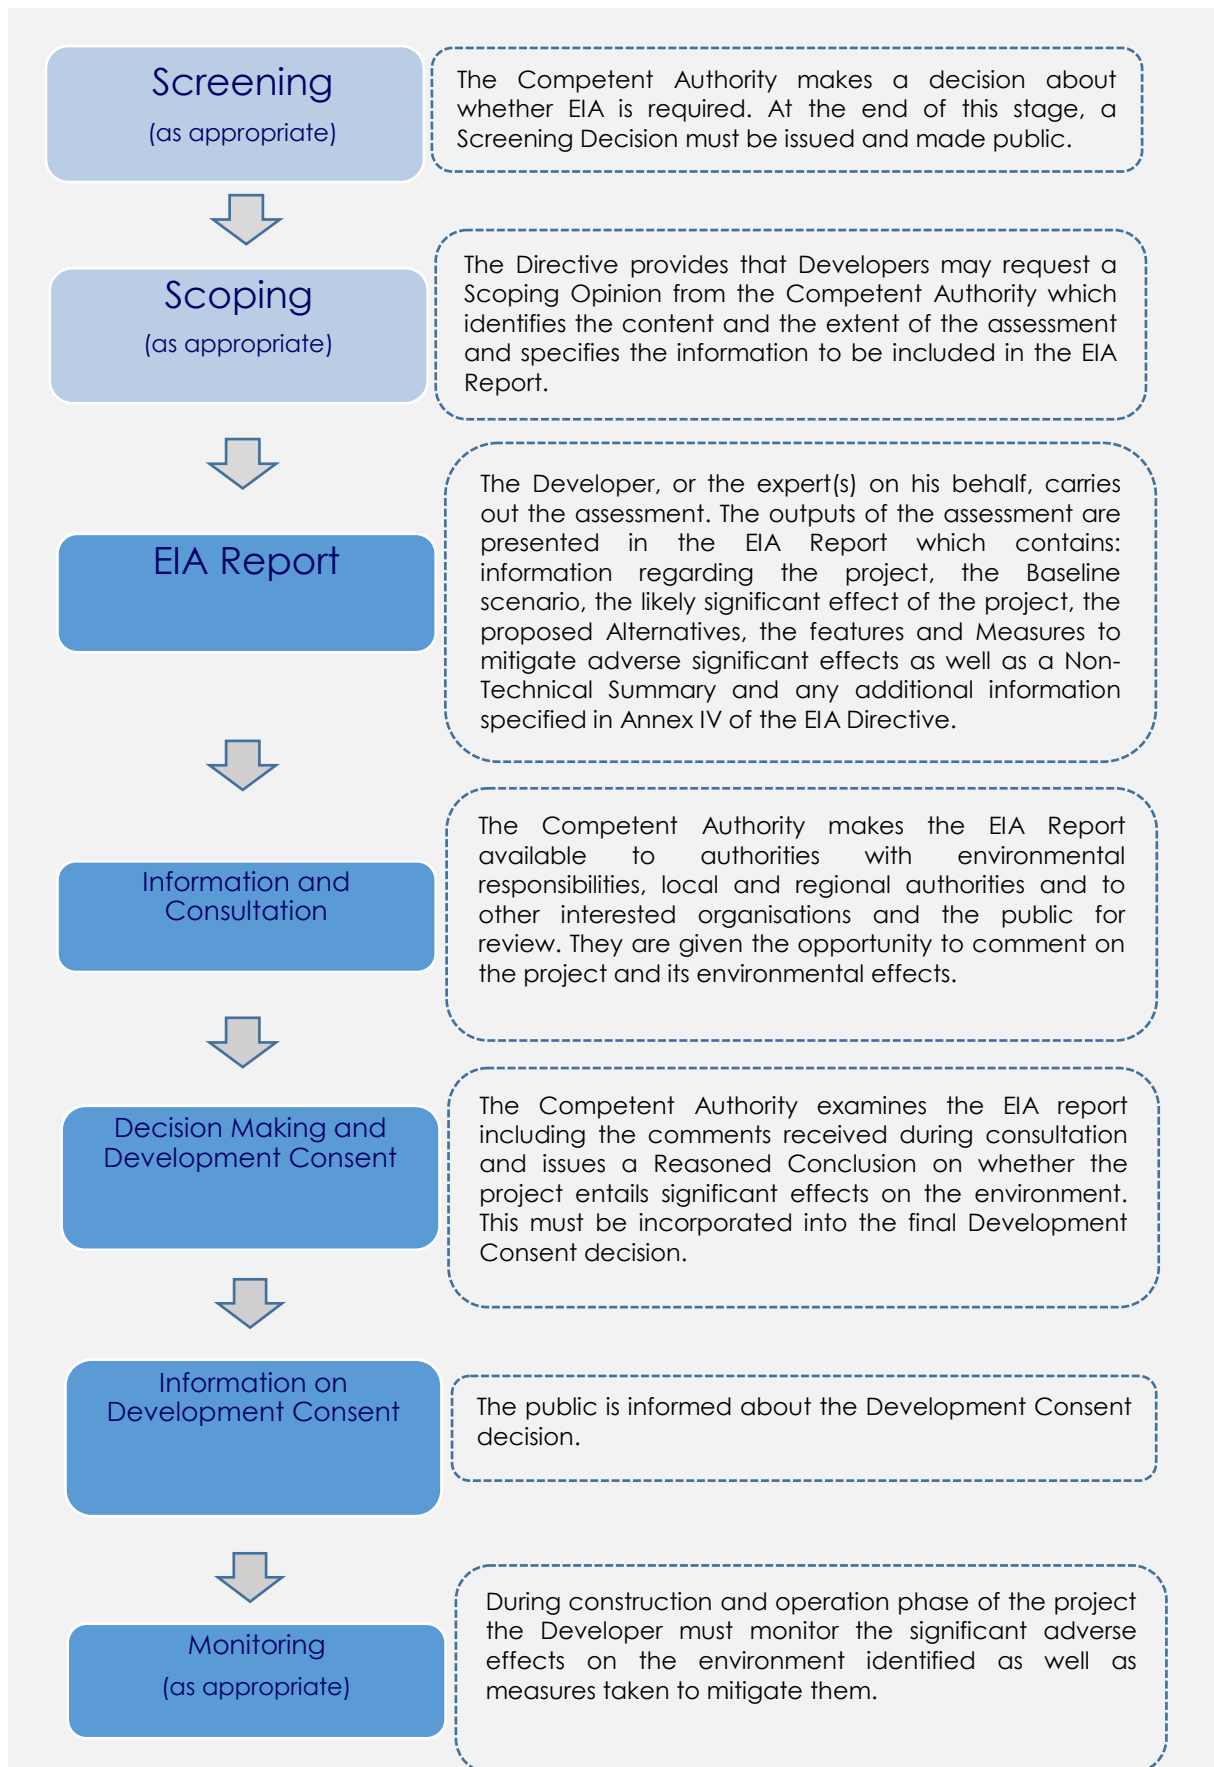 Screening
(as appropriate)
The Competent Authority makes a decision about
whether EIA is required. At the end of this stage, a
Screening Decision must be issued and made public.
Scoping
(as appropriate)
The Directive provides that Developers may request a
Scoping Opinion from the Competent Authority which
identifies the content and the extent of the assessment
and specifies the information to be included in the EIA
Report.
EIA Report
The Developer, or the expert(s) on his behalf, carries
out the assessment. The outputs of the assessment are
presented in the EIA Report which contains:
information regarding the project, the Baseline
scenario, the likely significant effect of the project, the
proposed Alternatives, the features and Measures to
mitigate adverse significant effects as well as a Non-
Technical Summary and any additional information
specified in Annex IV of the EIA Directive.
Information and
Consultation
The Competent Authority makes the EIA Report
available to authorities with environmental
responsibilities, local and regional authorities and to
other interested organisations and the public for
review. They are given the opportunity to comment on
the project and its environmental effects.
Decision Making and
Development Consent
The Competent Authority examines the EIA report
including the comments received during consultation
and issues a Reasoned Conclusion on whether the
project entails significant effects on the environment.
This must be incorporated into the final Development
Consent decision.
Information on
Development Consent
The public is informed about the Development Consent
decision.
Monitoring
(as appropriate)
During construction and operation phase of the project
the Developer must monitor the significant adverse
effects on the environment identified as well as
measures taken to mitigate them.